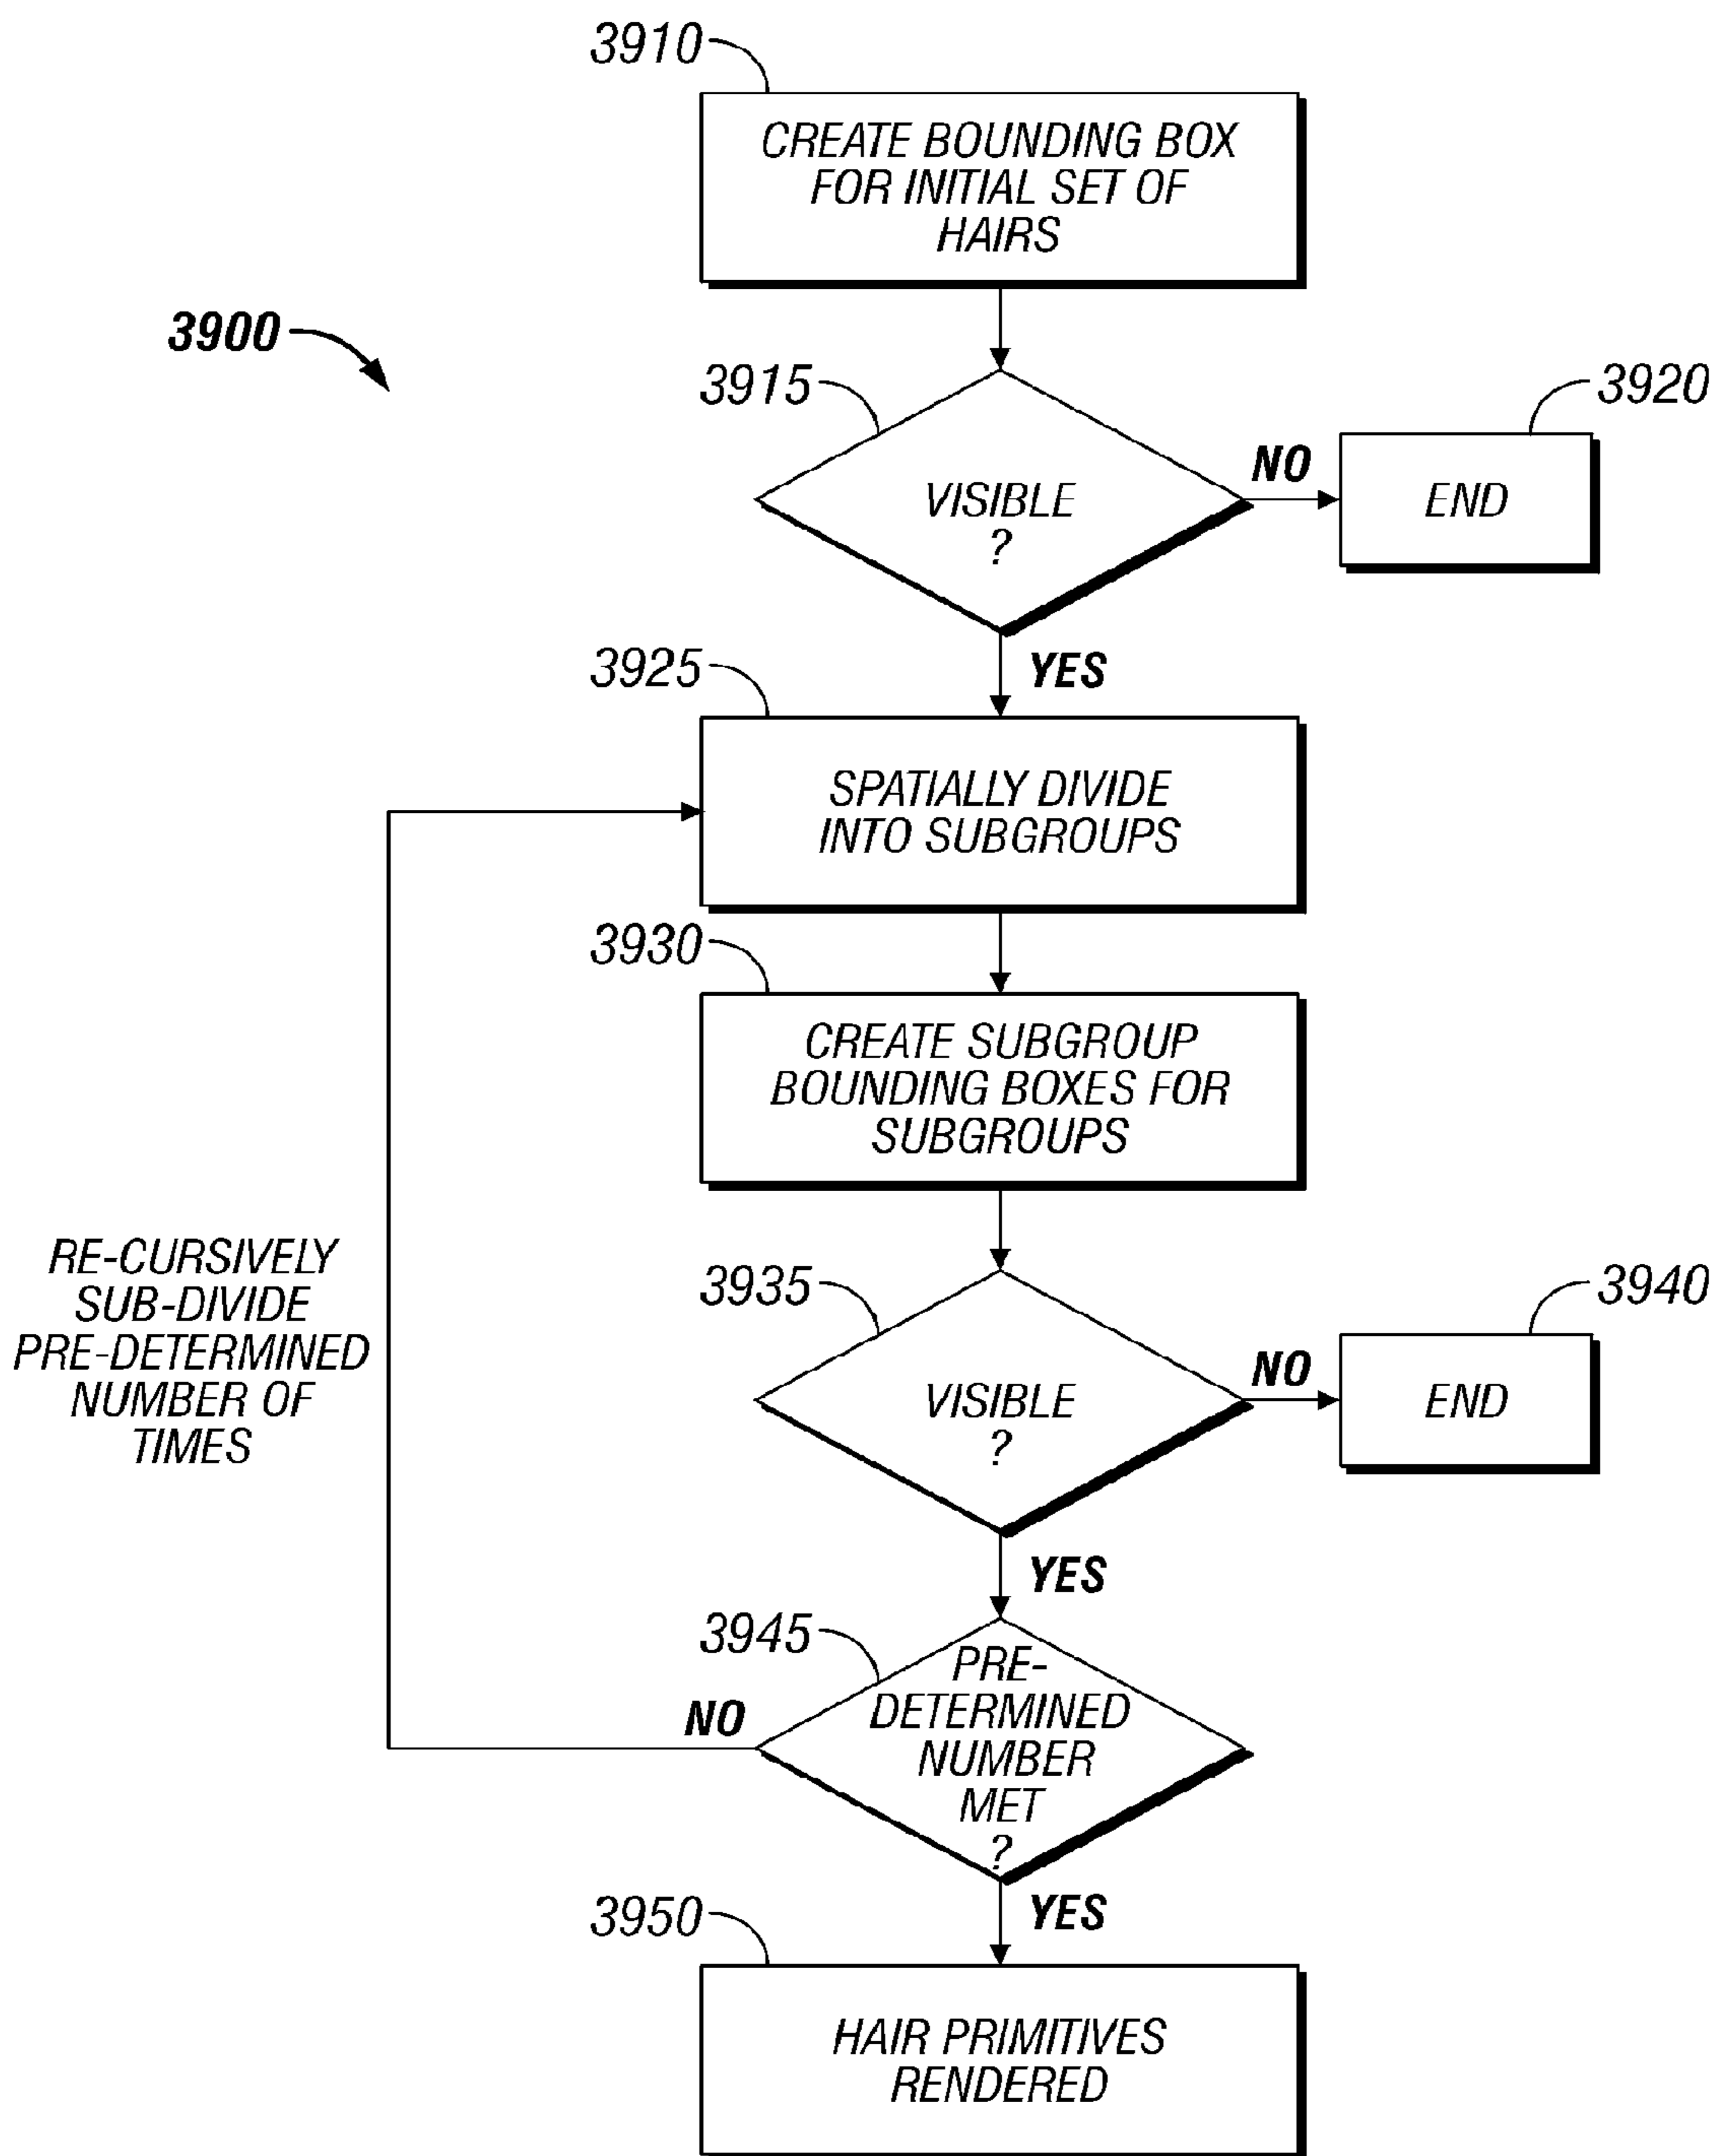 3910
CREATE BOUNDING BOX
FOR INITIAL SET OF
HAIRS
3900
3915
VISIBLE
?
NO
3920
END
YES
3925
SPATIALLY DIVIDE
INTO SUBGROUPS
3930
CREATE SUBGROUP
BOUNDING BOXES FOR
SUBGROUPS
RE-CURSIVELY
SUB-DIVIDE
PRE-DETERMINED
NUMBER OF
TIMES
3935
VISIBLE
?
NO
3940
END
YES
3945
PRE-
DETERMINED
NUMBER
MET
?
NO
YES
3950
HAIR PRIMITIVES
RENDERED